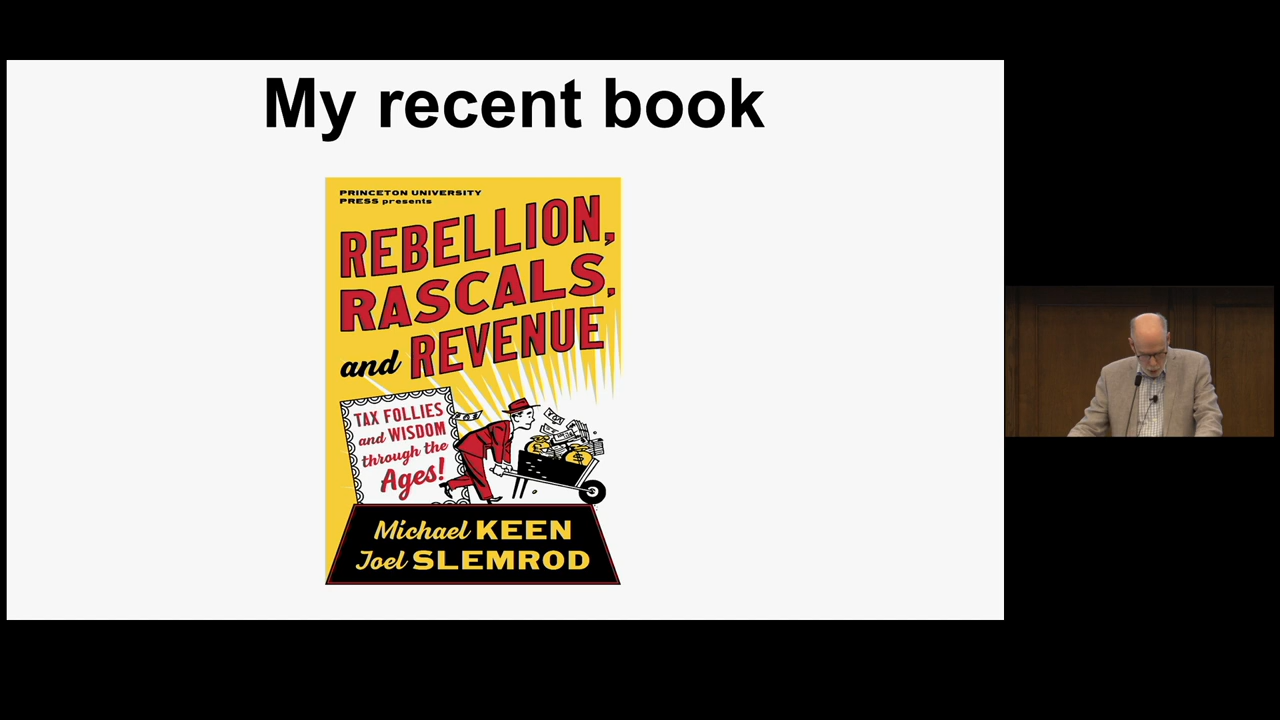 My recent book
PRINCETON UNIVERSITY
PRESS presents
REBELLION,
RASCALS,
and REVENUE
TAX FOLLIES
and WISDOM
through the
Ages!
Michael KEEN
Joel SLEMROD